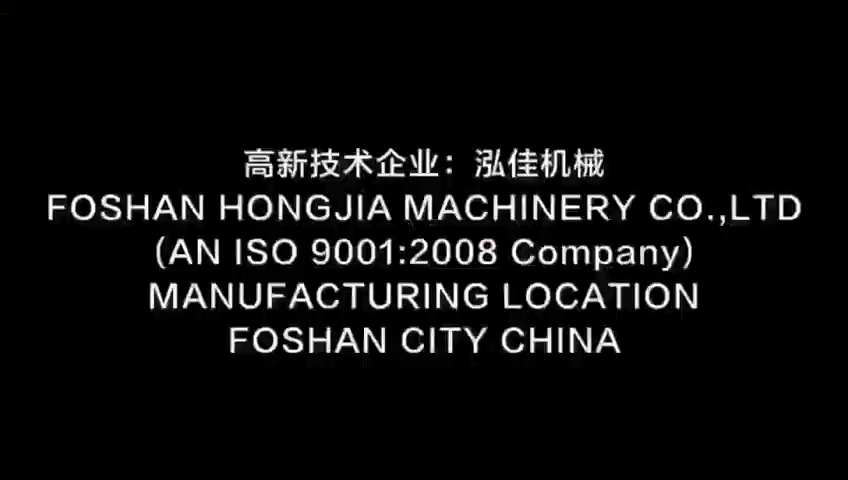 高新技术企业：泓佳机械
FOSHAN HONGJIA MACHINERY CO.,LTD
(AN ISO 9001:2008 Company)
MANUFACTURING LOCATION
FOSHAN CITY CHINA